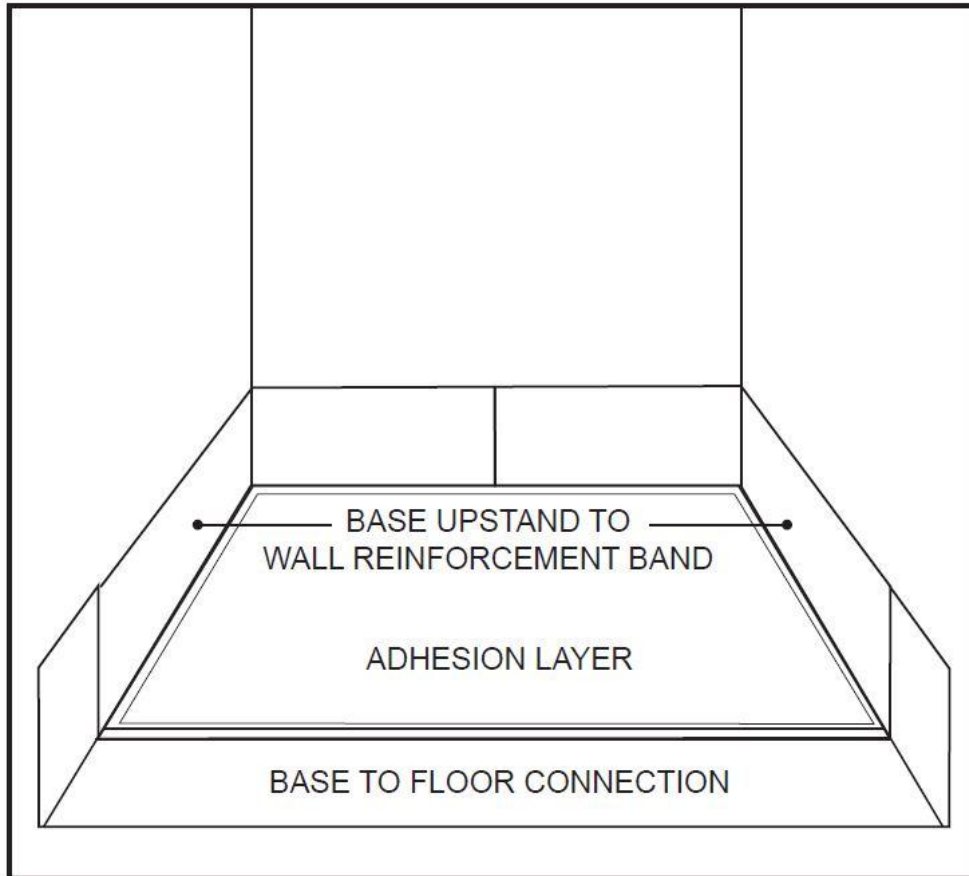 BASE UPSTAND TO
WALL REINFORCEMENT BAND
ADHESION LAYER
BASE TO FLOOR CONNECTION